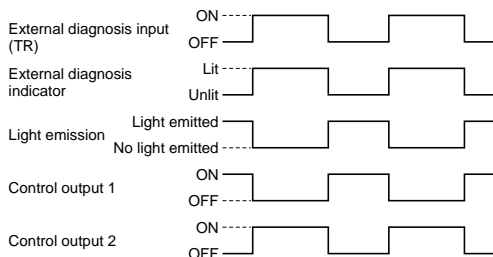 External diagnosis input
(TR)
ON
OFF
External diagnosis
indicator
Lit
Unlit
Light emission
Light emitted
No light emitted
Control output 1
ON
OFF
Control output 2
ON
OFF